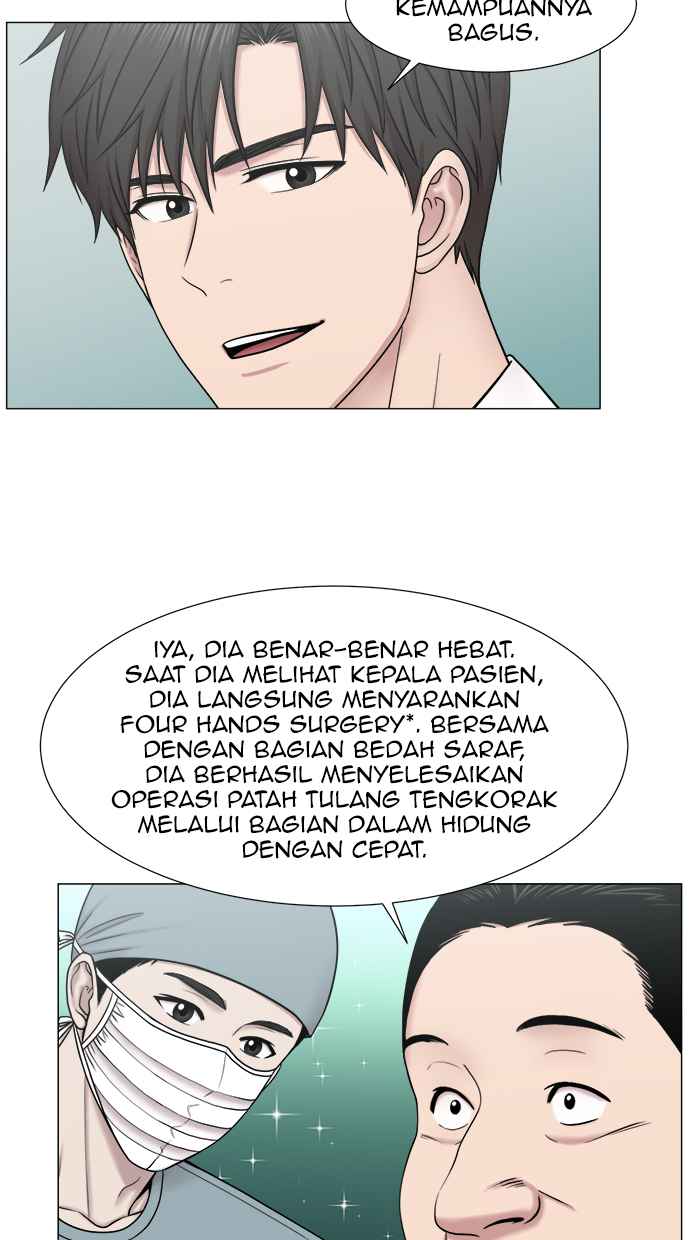 KEMAMPUANNYA
BAGUS.
IYA, DIA BENAR-BENAR HEBAT.
SAAT DIA MELIHAT KEPALA PASIEN,
DIA LANGSUNG MENYARANKAN
FOUR HANDS SURGERY*. BERSAMA
DENGAN BAGIAN BEDAH SARAF,
DIA BERHASIL MENYELESAIKAN
OPERASI PATAH TULANG TENGKORAK
MELALUI BAGIAN DALAM HIDUNG
DENGAN CEPAT.